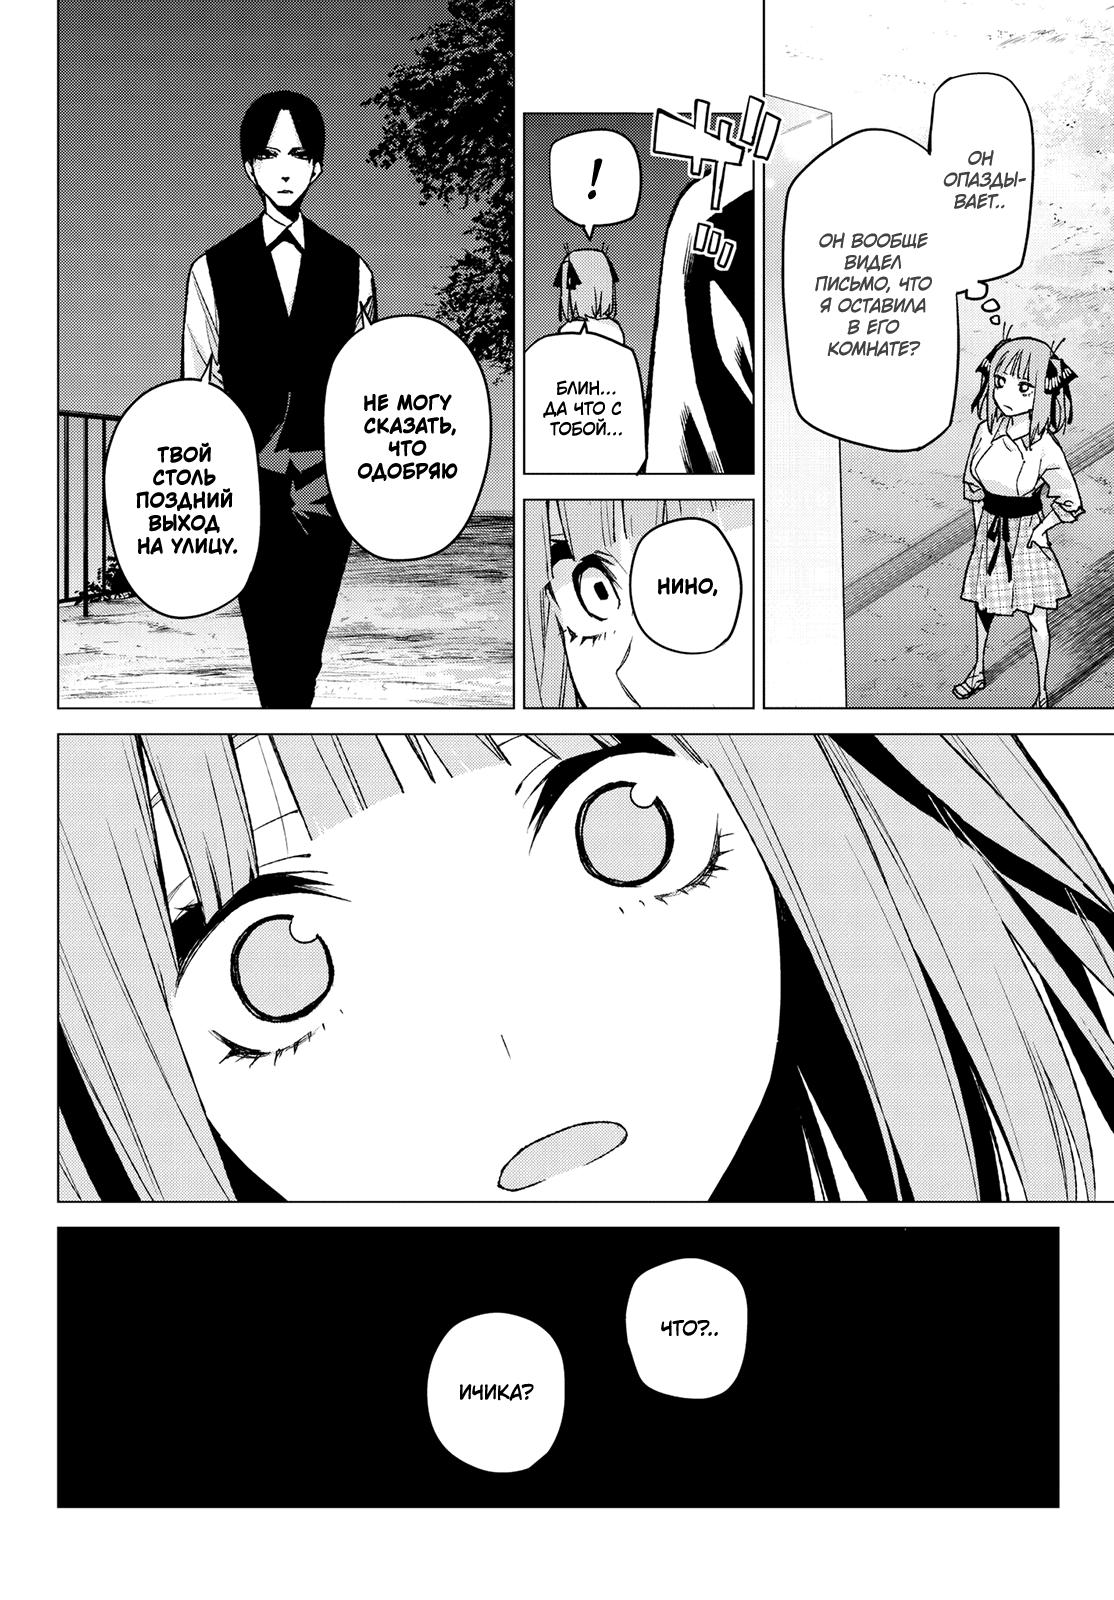 ОН
ОПАЗДЫ-
ВАЕТ..
ОН ВООБЩЕ
ВИДЕЛ
ПИСЬМО, ЧТО
Я ОСТАВИЛА
В ЕГО
КОМНАТЕ?
!
БЛИН...
ДА ЧТО С
ТОБОЙ...
НИНО,
НЕ МОГУ
СКАЗАТЬ,
ЧТО
ОДОБРЯЮ
ТВОЙ
СТОЛЬ
ПОЗДНИЙ
ВЫХОД
НА УЛИЦУ.
ЧТО?..
ИЧИКА?